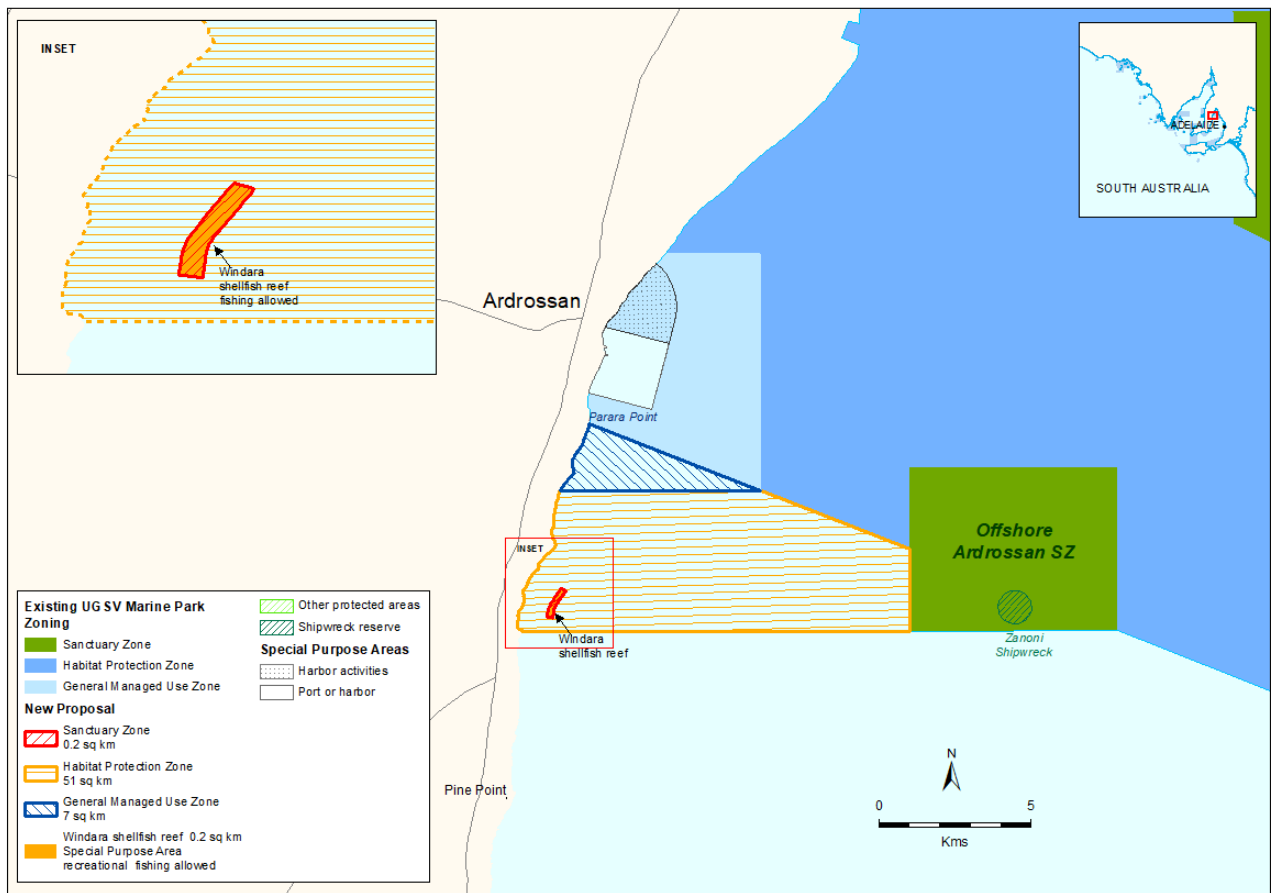 INSET
Windara
shellfish reef
fishing allowed
ADELAIDE
SOUTH AUSTRALIA
Ardrossan
Parara Point
INSET
Windara
shellfish reef
Offshore
Ardrossan SZ
Zanoni
Shipwreck
Pine Point
N
0 5
Kms
Existing UG SV Marine Park
Zoning
Sanctuary Zone
Habitat Protection Zone
General Managed Use Zone
New Proposal
Sanctuary Zone
0.2 sq km
Habitat Protection Zone
51 sq km
General Managed Use Zone
7 sq km
Windara shellfish reef 0.2 sq km
Special Purpose Area
recreational fishing allowed
Other protected areas
Shipwreck reserve
Special Purpose Areas
Harbor activities
Port or harbor